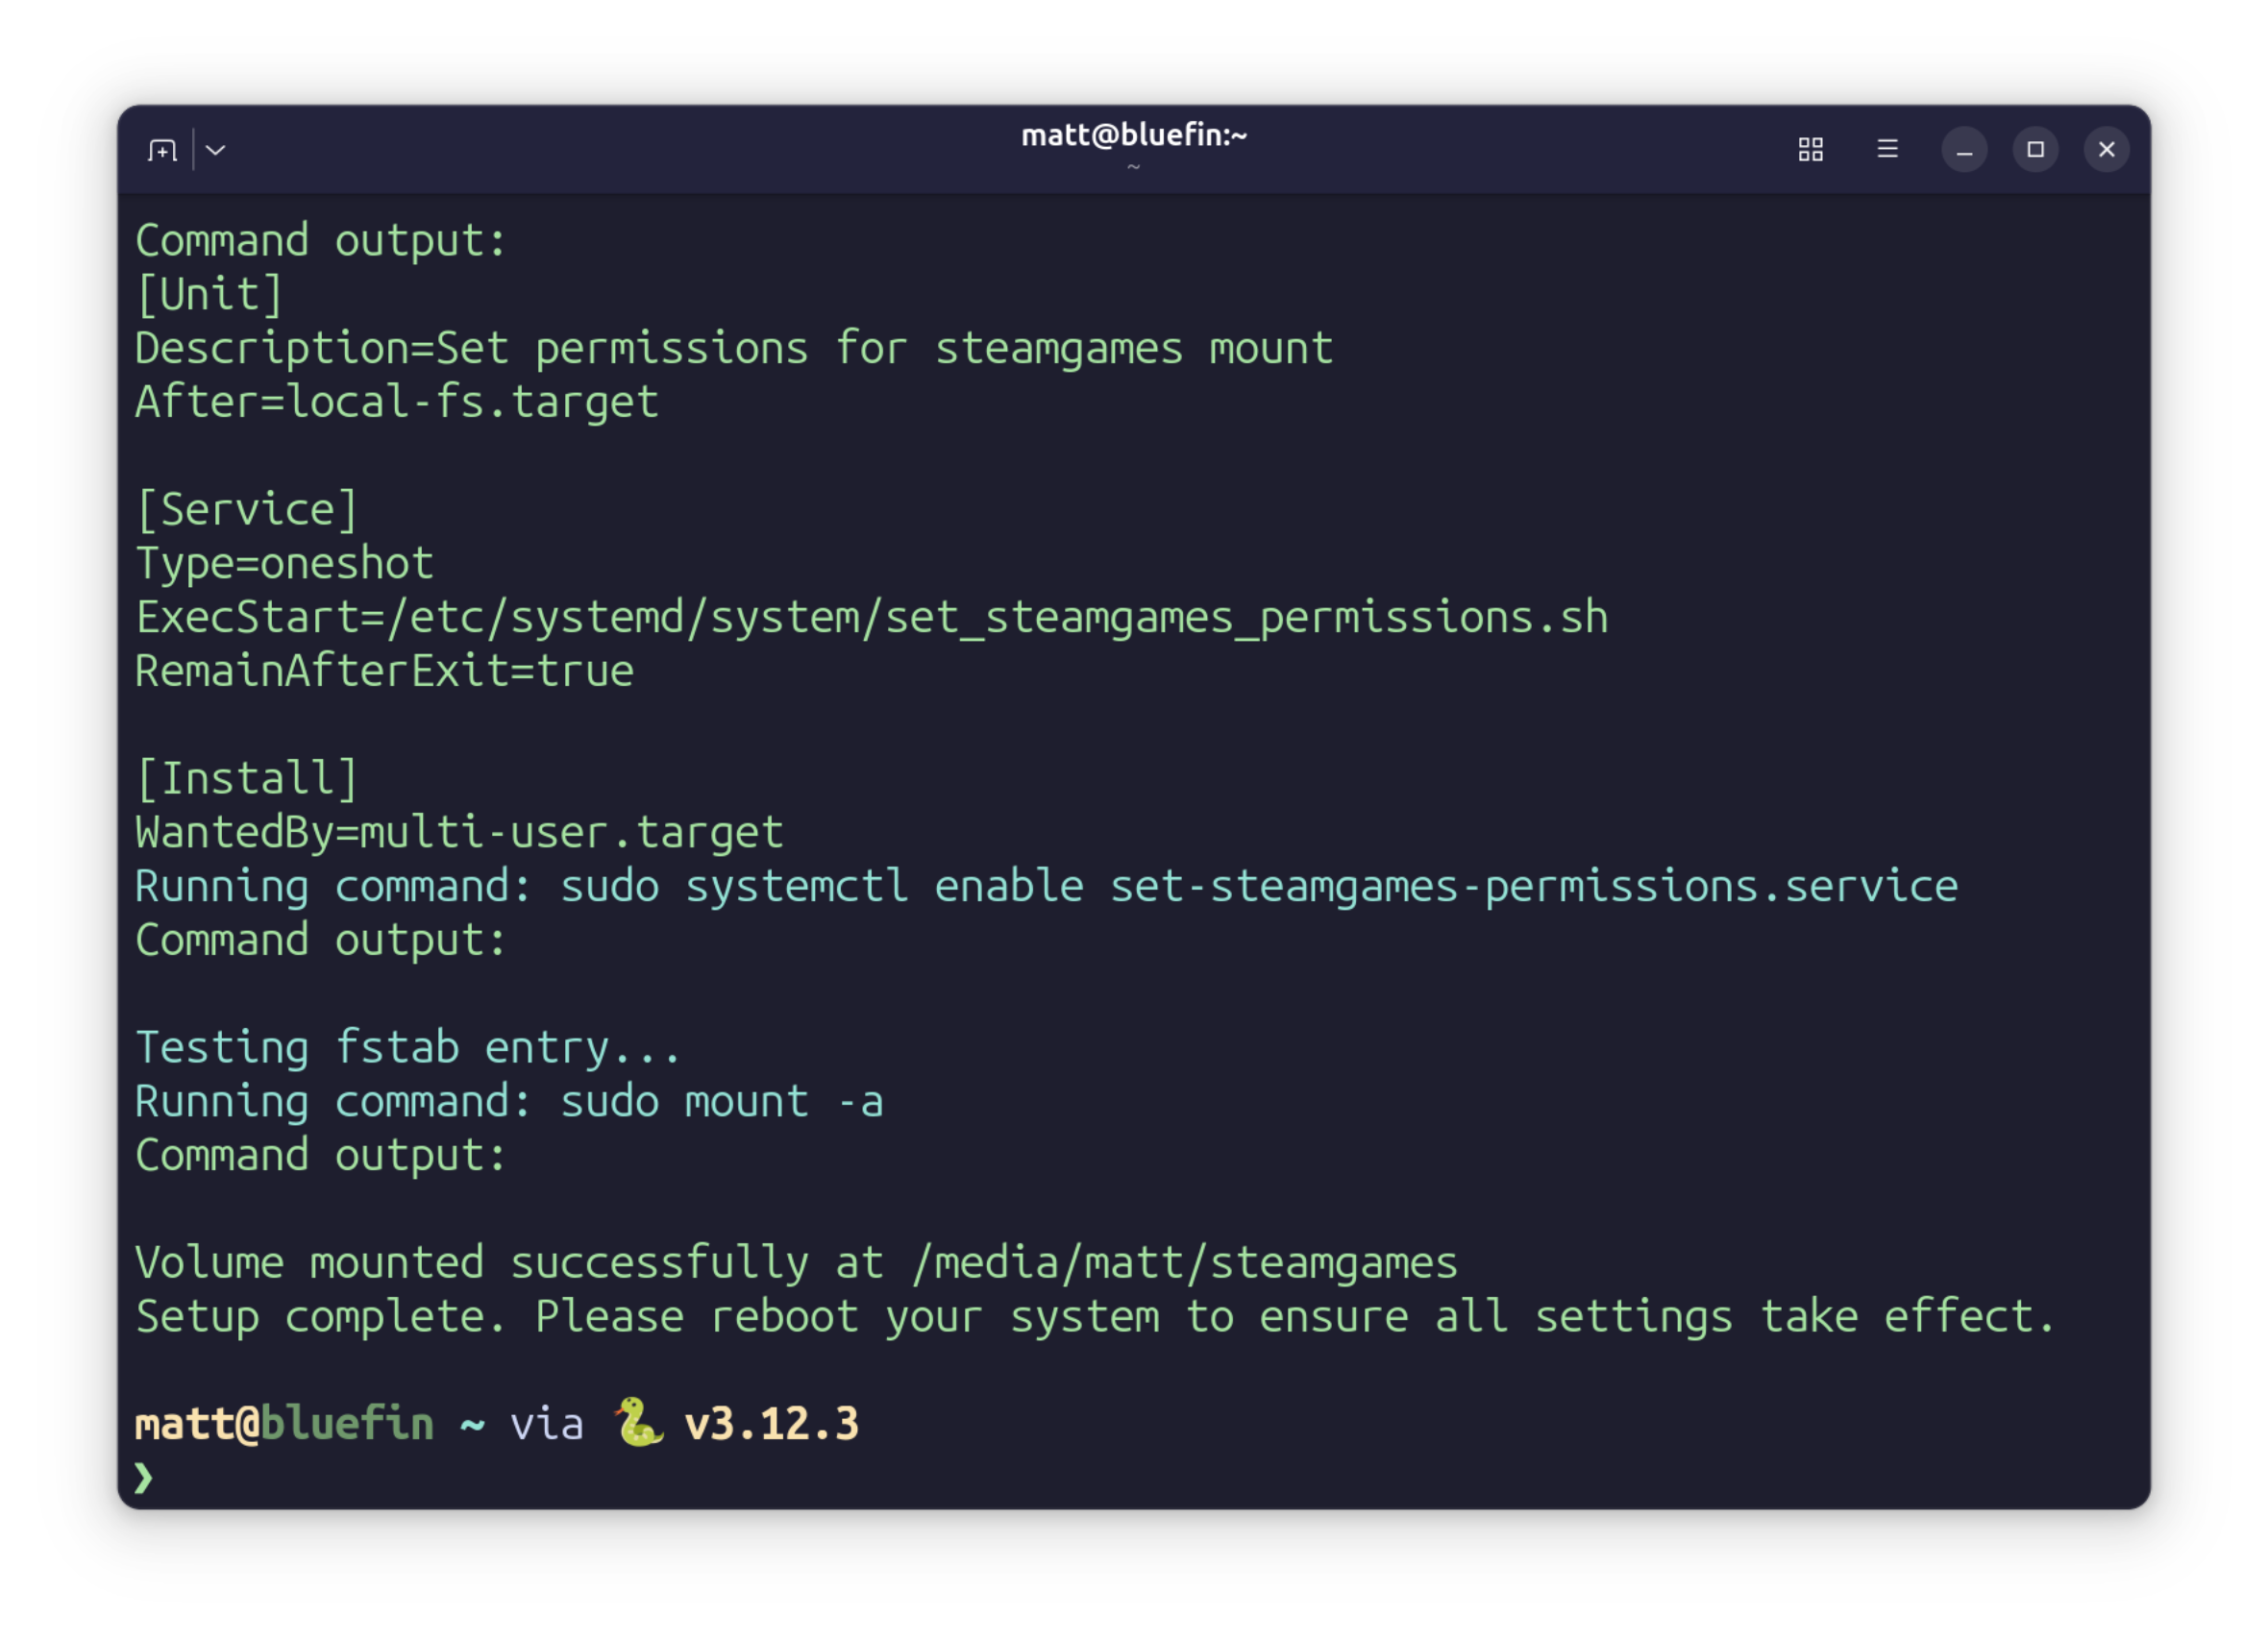 matt@bluefin:~
~
Command output:
[Unit]
Description=Set permissions for steamgames mount
After=local-fs.target
[Service]
Type=oneshot
ExecStart=/etc/systemd/system/set_steamgames_permissions.sh
RemainAfterExit=true
[Install]
WantedBy=multi-user.target
Running command: sudo systemctl enable set-steamgames-permissions.service
Command output:
Testing fstab entry...
Running command: sudo mount -a
Command output:
Volume mounted successfully at /media/matt/steamgames
Setup complete. Please reboot your system to ensure all settings take effect.
matt@bluefin ~ via 🐍 v3.12.3
❯